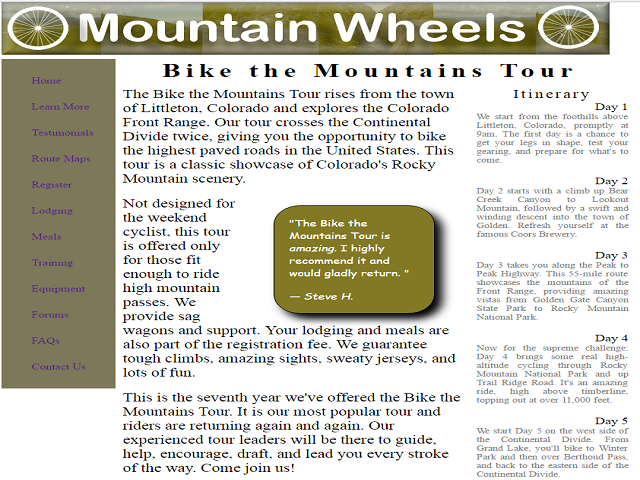 Mountain Wheels
Home
Learn More
Testimonials
Route Maps
Register
Lodging
Meals
Training
Equipment
Forums
FAQs
Contact Us
Bike the Mountains Tour
The Bike the Mountains Tour rises from the town
of Littleton, Colorado and explores the Colorado
Front Range. Our tour crosses the Continental
Divide twice, giving you the opportunity to bike
the highest paved roads in the United States. This
tour is a classic showcase of Colorado's Rocky
Mountain scenery.
Not designed for
the weekend
cyclist, this tour
is offered only
for those fit
enough to ride
high mountain
passes. We
provide sag
wagons and support. Your lodging and meals are
also part of the registration fee. We guarantee
tough climbs, amazing sights, sweaty jerseys, and
lots of fun.
"The Bike the
Mountains Tour is
amazing. I highly
recommend it and
would gladly return."
— Steve H.
This is the seventh year we've offered the Bike the
Mountains Tour. It is our most popular tour and
riders are returning again and again. Our
experienced tour leaders will be there to guide,
help, encourage, draft, and lead you every stroke
of the way. Come join us!
Itinerary
Day 1
We start from the foothills above
Littleton, Colorado, promptly at
9am. The first day is a chance to
get your legs in shape, test your
gearing, and prepare for what's to
come.
Day 2
Day 2 starts with a climb up Bear
Creek Canyon to Lookout
Mountain, followed by a swift and
winding descent into the town of
Golden. Refresh yourself at the
famous Coors Brewery.
Day 3
Day 3 takes you along the Peak to
Peak Highway. This 55-mile route
showcases the mountains of the
Front Range, providing amazing
vistas from Golden Gate Canyon
State Park to Rocky Mountain
National Park.
Day 4
Now for the supreme challenge:
Day 4 brings some real high-
altitude cycling through Rocky
Mountain National Park and up
Trail Ridge Road. It's an amazing
ride, high above timberline,
topping out at over 11,000 feet.
Day 5
We start Day 5 on the west side of
the Continental Divide. From
Grand Lake, you'll bike to Winter
Park and then over Berthoud Pass,
and back to the eastern side of the
Continental Divide.